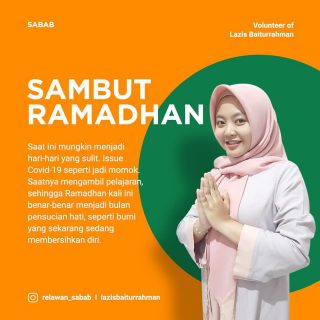 SABAB
Volunteer of
Lazis Baiturrahman
SAMBUT
RAMADHAN
Saat ini mungkin menjadi
hari-hari yang sulit. Issue
Covid-19 seperti jadi momok.
Saatnya mengambil pelajaran,
sehingga Ramadhan kali ini
benar-benar menjadi bulan
pensucian hati, seperti bumi
yang sekarang sedang
membersihkan diri.
relawan_sabab I lazisbaiturrahman